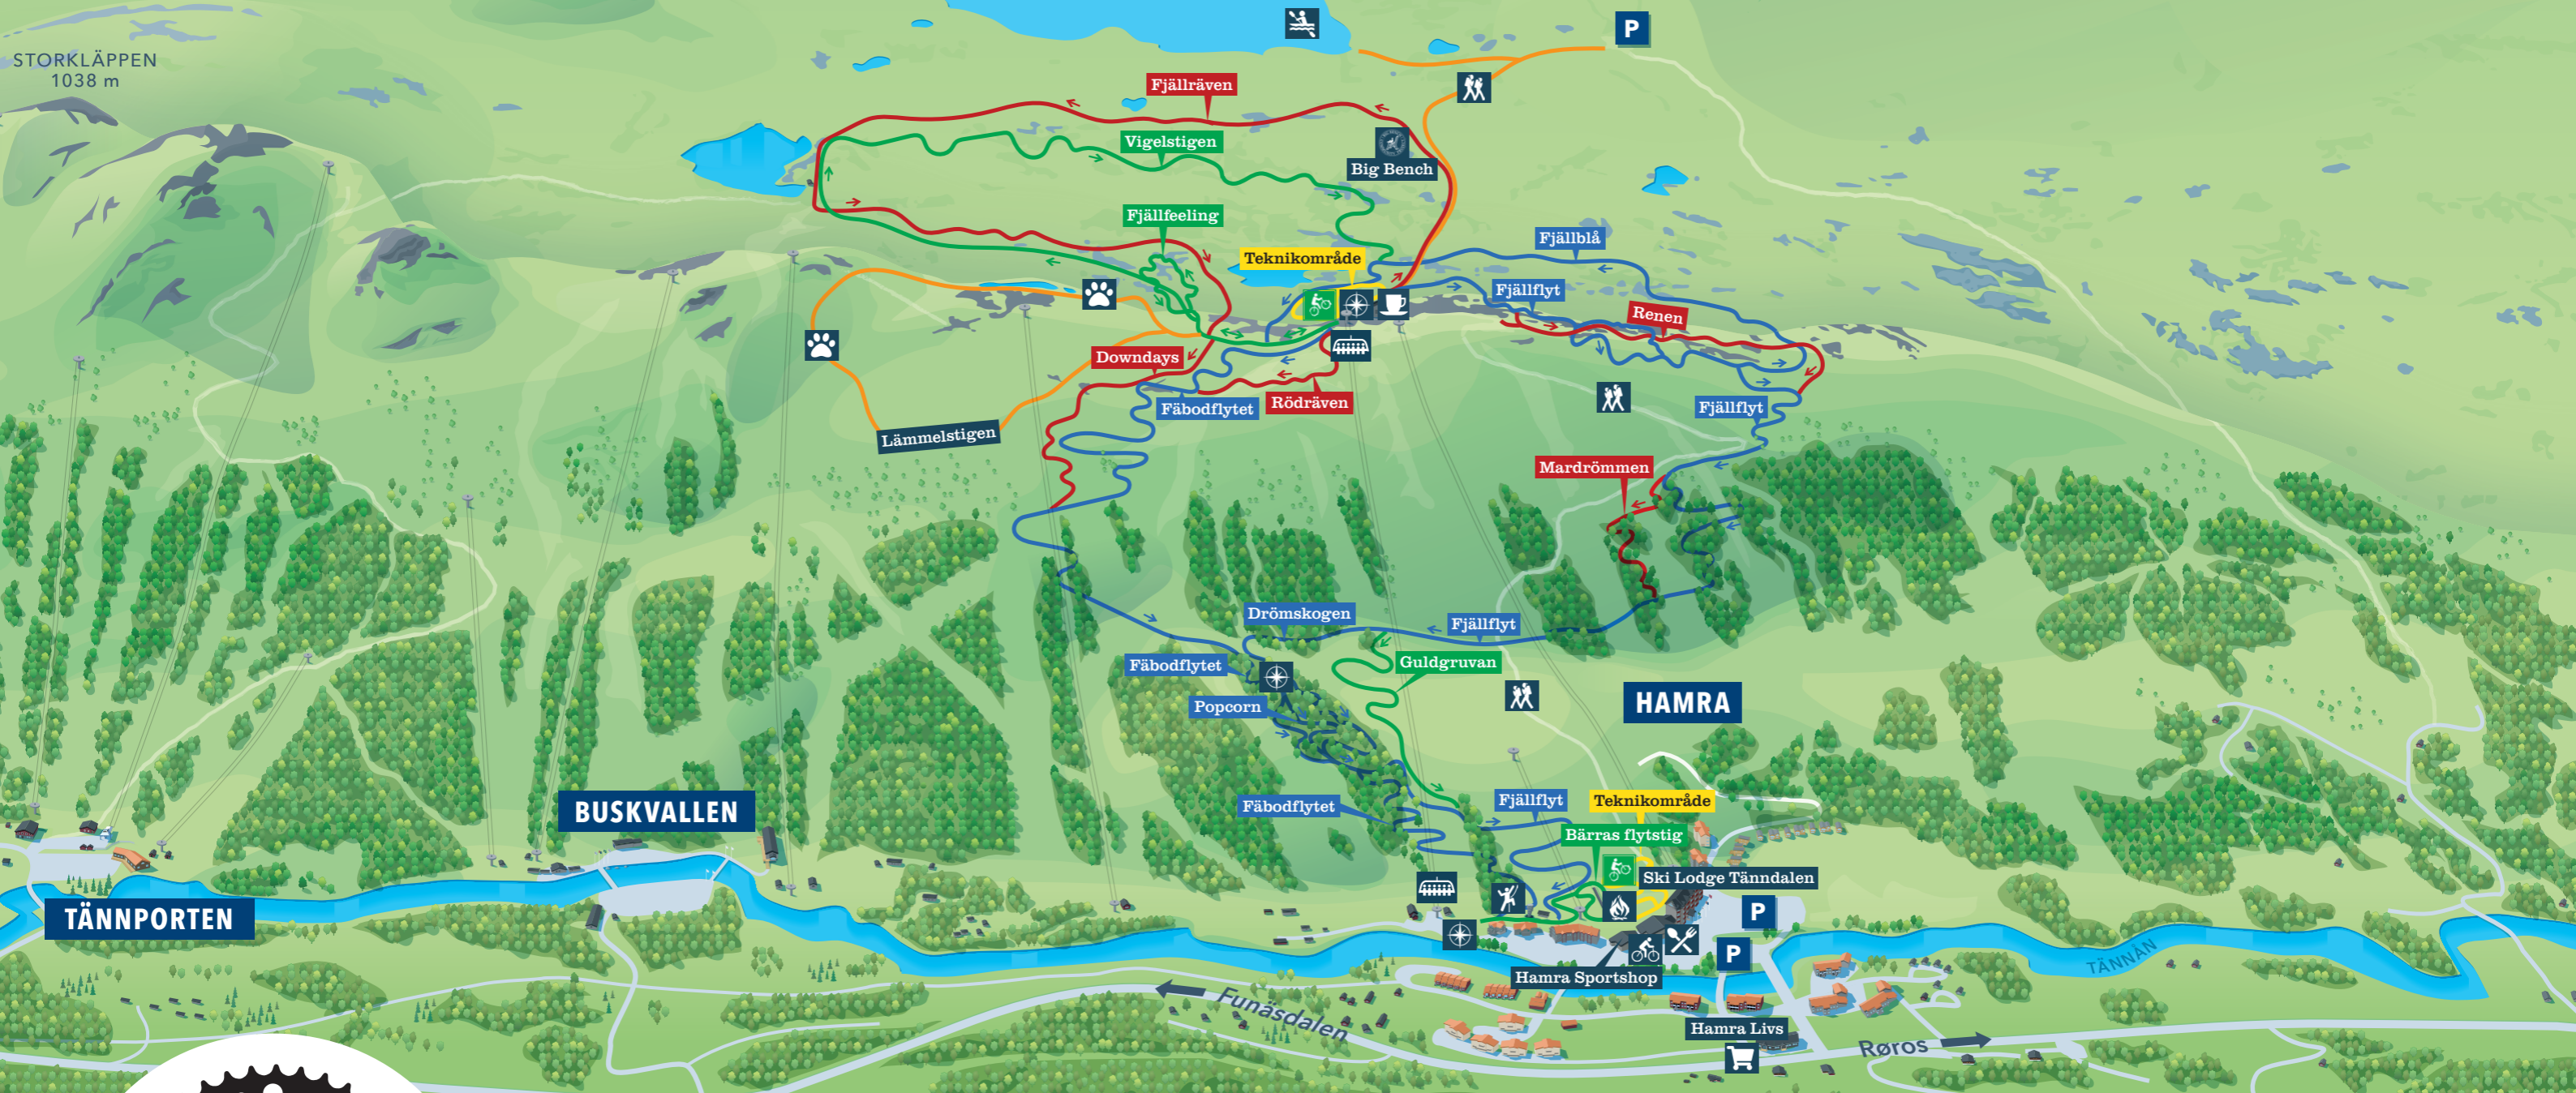 STORKLÄPPEN
1038 m
P
Fjällräven
Vigelstigen
Big Bench
Fjällfeeling
Teknikområde
Fjällblå
Fjällflyt
Renen
Downdays
Fäbodflytet
Rödräven
Fjällflyt
Lämmelstigen
Mardrömmen
Drömskogen
Fjällflyt
Fäbodflytet
Guldgruvan
Popcorn
HAMRA
BUSKVALLEN
Fäbodflytet
Fjällflyt
Teknikområde
Bärras flytstig
Ski Lodge Tänndalen
TÄNNPORTEN
P
P
TÄNNÅN
Hamra Sportshop
Funäsdalen
Hamra Livs
Røros